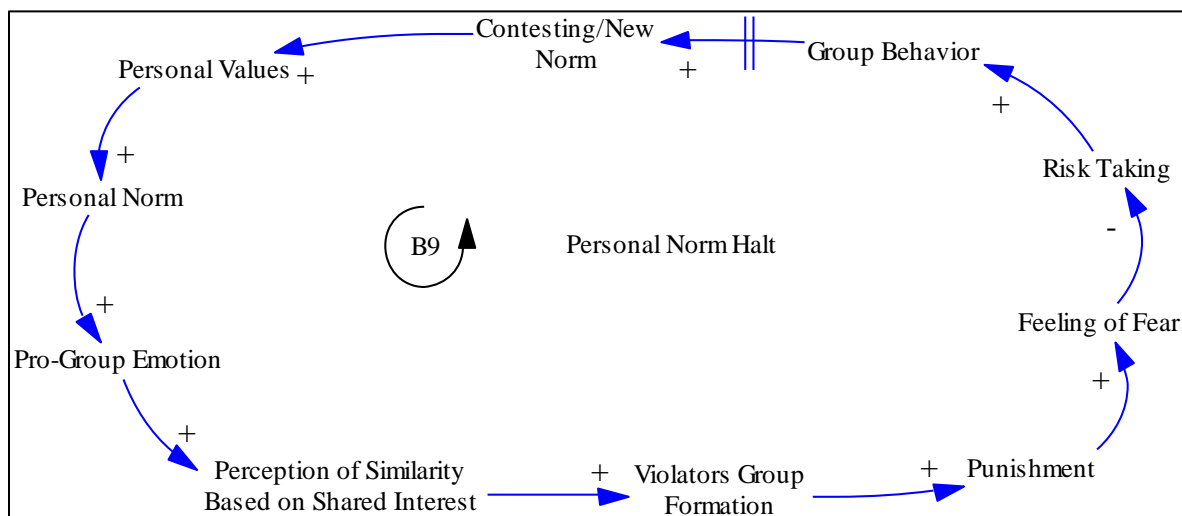 Contesting/New
Norm
+
Group Behavior
Personal Values
+
+
Risk Taking
+
Personal Norm
-
B9
Personal Norm Halt
+
Feeling of Fear
Pro-Group Emotion
+
+
Perception of Similarity
Based on Shared Interest
+
Violators Group
Formation
+
Punishment